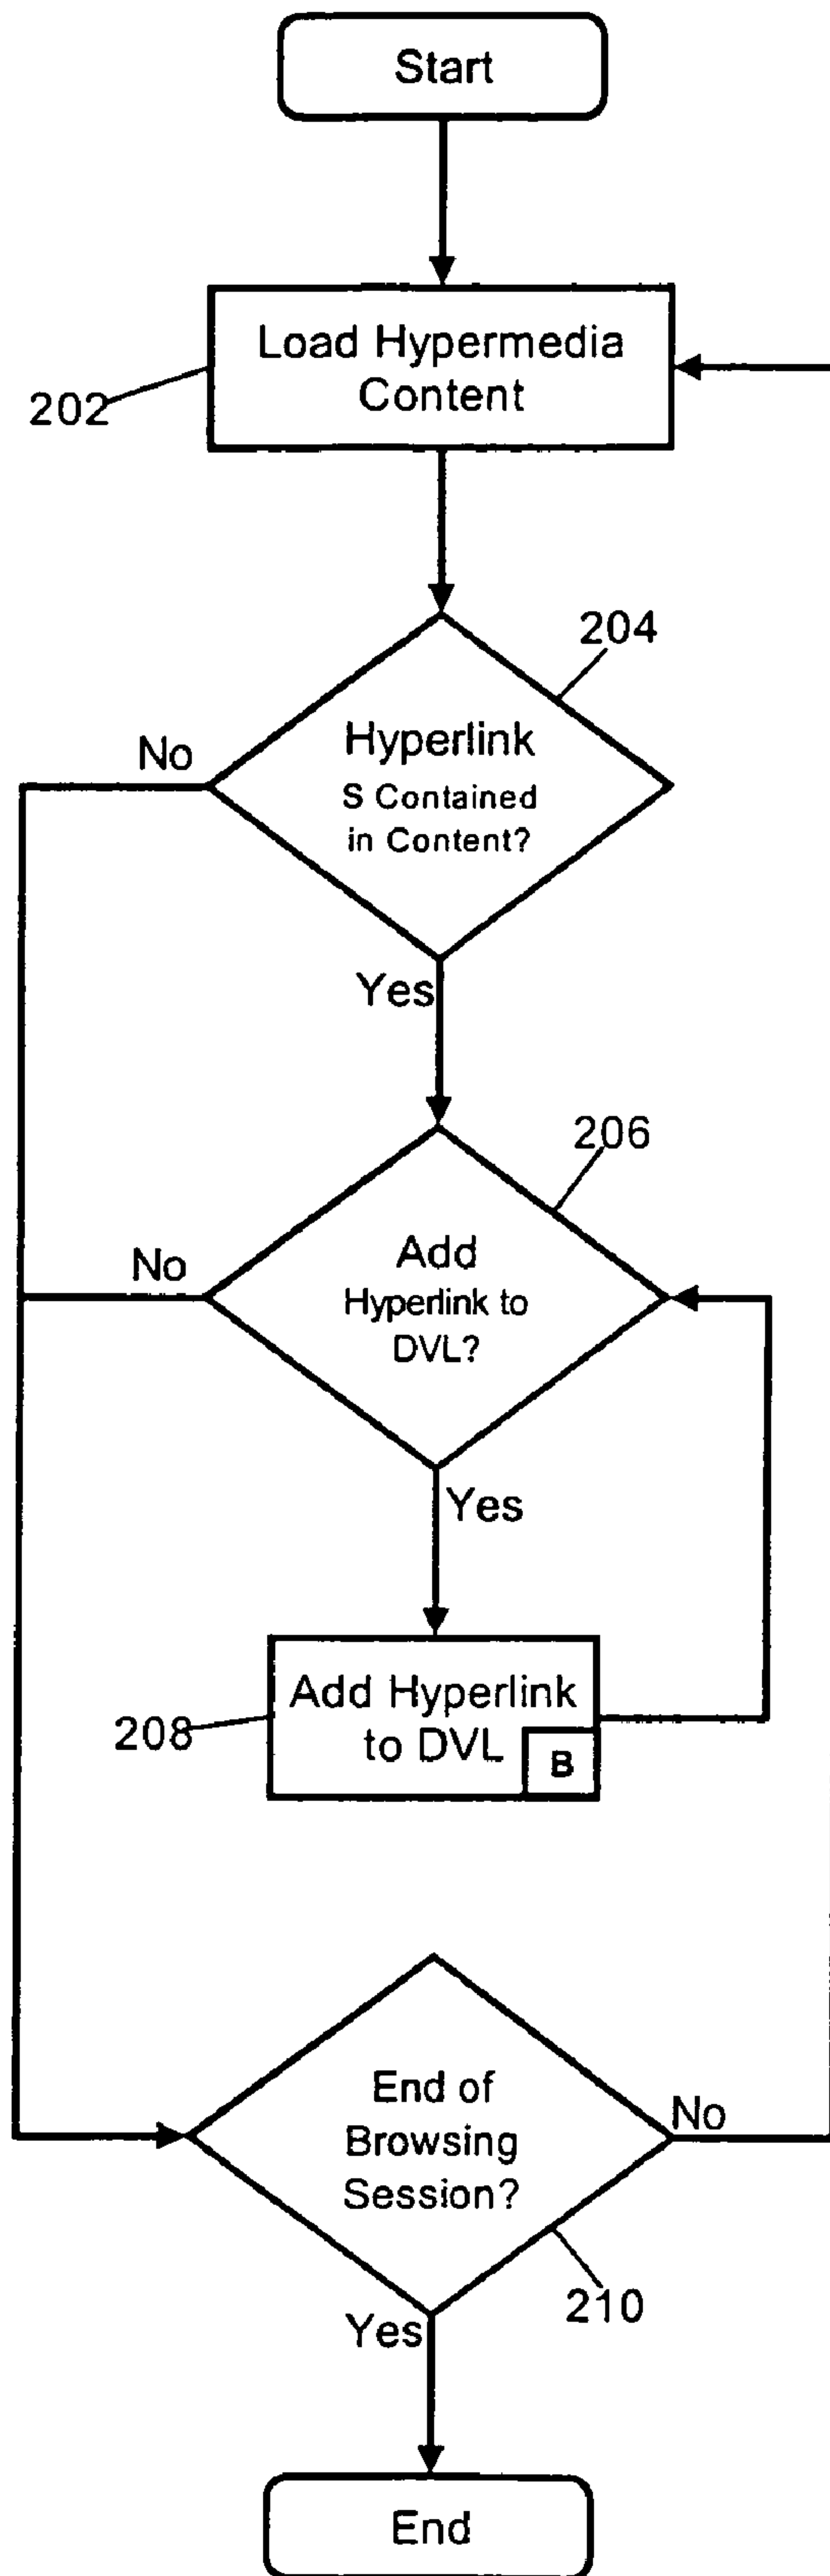 Start
Load Hypermedia
Content
202
204
Hyperlink
S Contained
in Content?
No
Yes
206
Add
Hyperlink to
DVL?
No
Yes
Add Hyperlink
to DVL
B
208
End of
Browsing
Session?
No
210
Yes
End